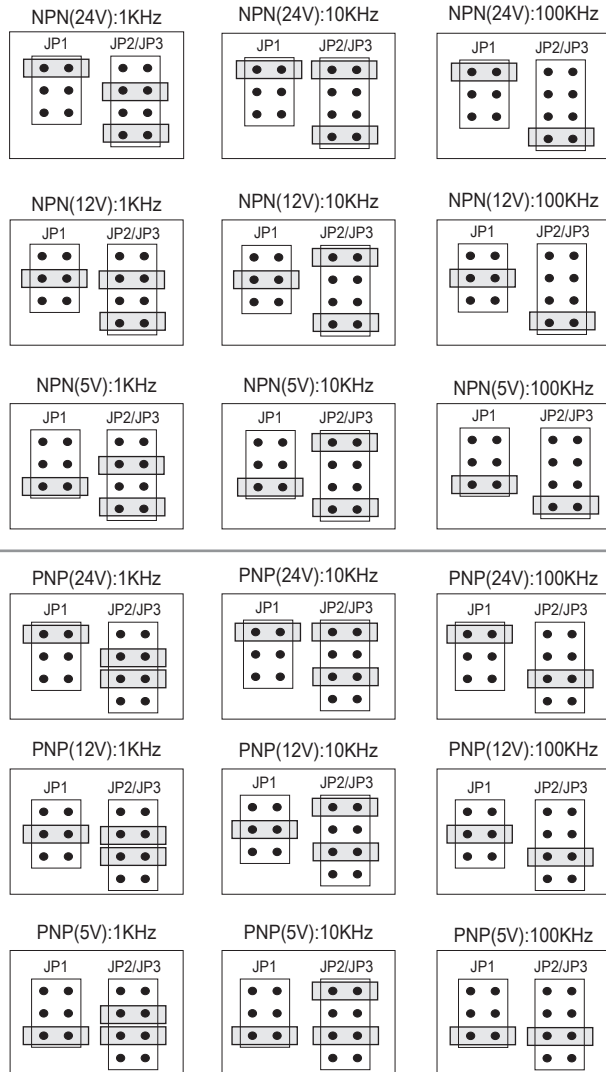 NPN(24V):1KHz NPN(24V):10KHz NPN(24V):100KHz
JP1 JP2/JP3 JP1 JP2/JP3 JP1 JP2/JP3
NPN(12V):1KHz NPN(12V):10KHz NPN(12V):100KHz
JP1 JP2/JP3 JP1 JP2/JP3 JP1 JP2/JP3
NPN(5V):1KHz NPN(5V):10KHz NPN(5V):100KHz
JP1 JP2/JP3 JP1 JP2/JP3 JP1 JP2/JP3
PNP(24V):1KHz PNP(24V):10KHz PNP(24V):100KHz
JP1 JP2/JP3 JP1 JP2/JP3 JP1 JP2/JP3
PNP(12V):1KHz PNP(12V):10KHz PNP(12V):100KHz
JP1 JP2/JP3 JP1 JP2/JP3 JP1 JP2/JP3
PNP(5V):1KHz PNP(5V):10KHz PNP(5V):100KHz
JP1 JP2/JP3 JP1 JP2/JP3 JP1 JP2/JP3